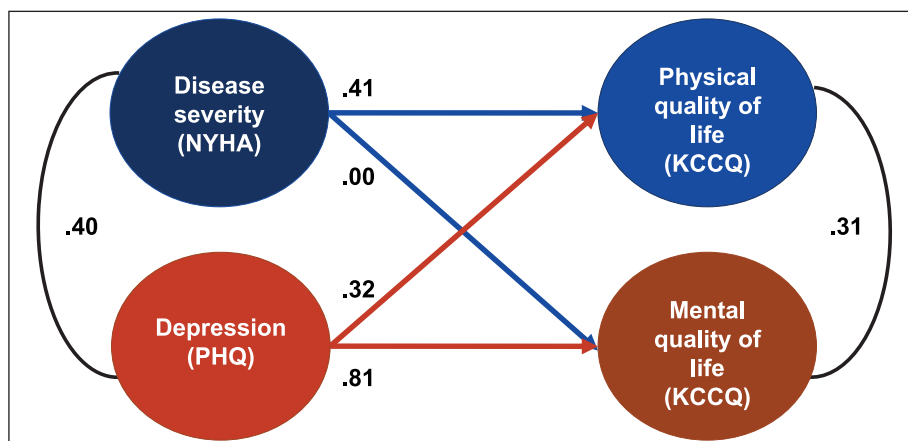 Disease
severity
(NYHA)
.41
Physical
quality of
life
(KCCQ)
.00
.40
.31
.32
Depression
(PHQ)
.81
Mental
quality of
life
(KCCQ)